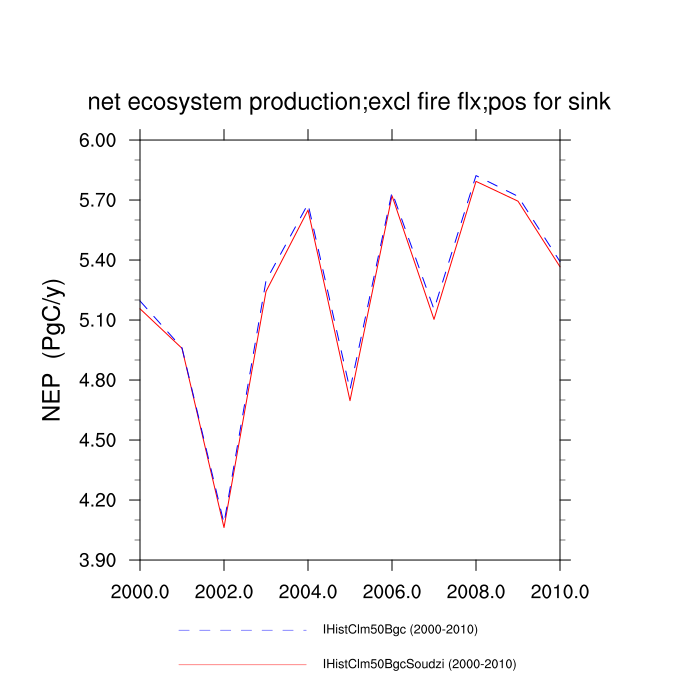 net ecosystem production;excl fire flx;pos for sink
6.00
5.70
5.40
5.10
4.80
4.50
4.20
3.90
NEP (PgC/y)
2000.0 2002.0 2004.0 2006.0 2008.0 2010.0
IHistClm50Bgc (2000-2010)
IHistClm50BgcSoudzi (2000-2010)